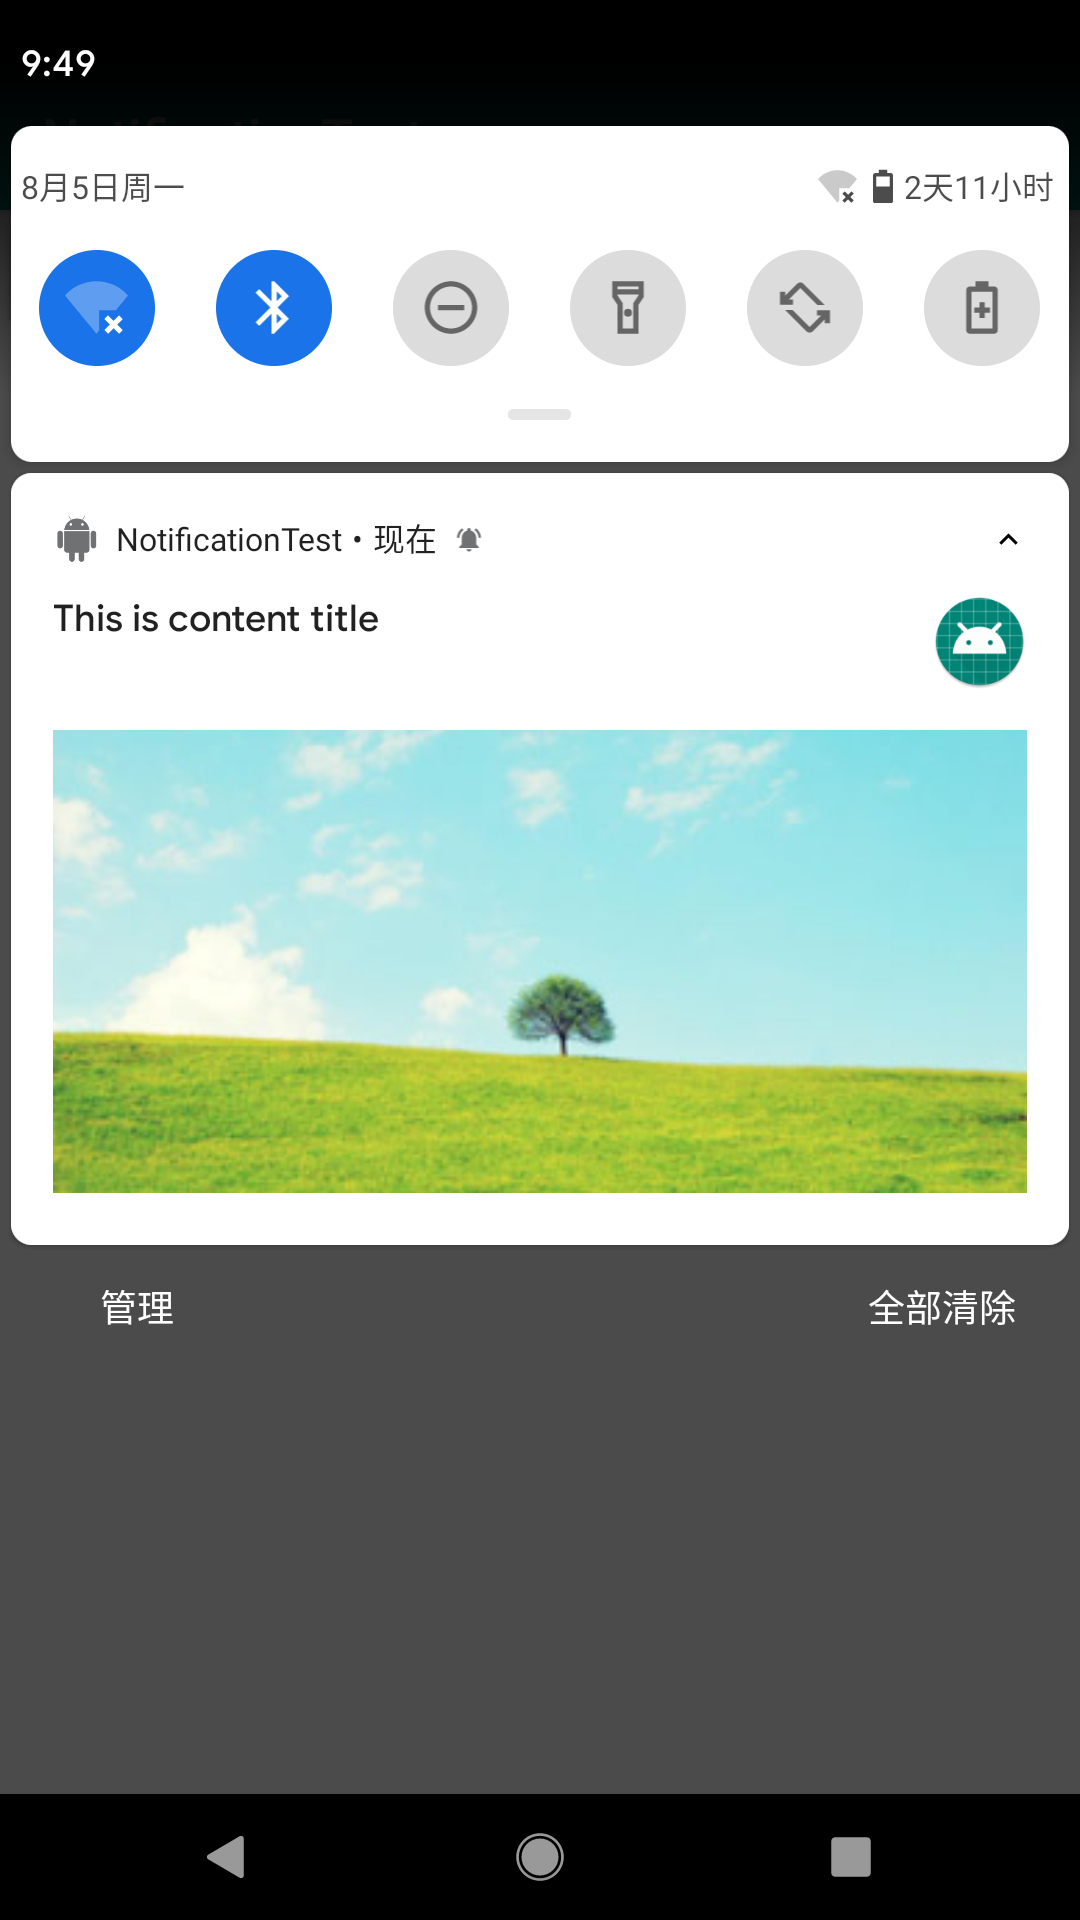 9:49
8月5日周一
2天11小时
NotificationTest • 现在
This is content title
管理
全部清除